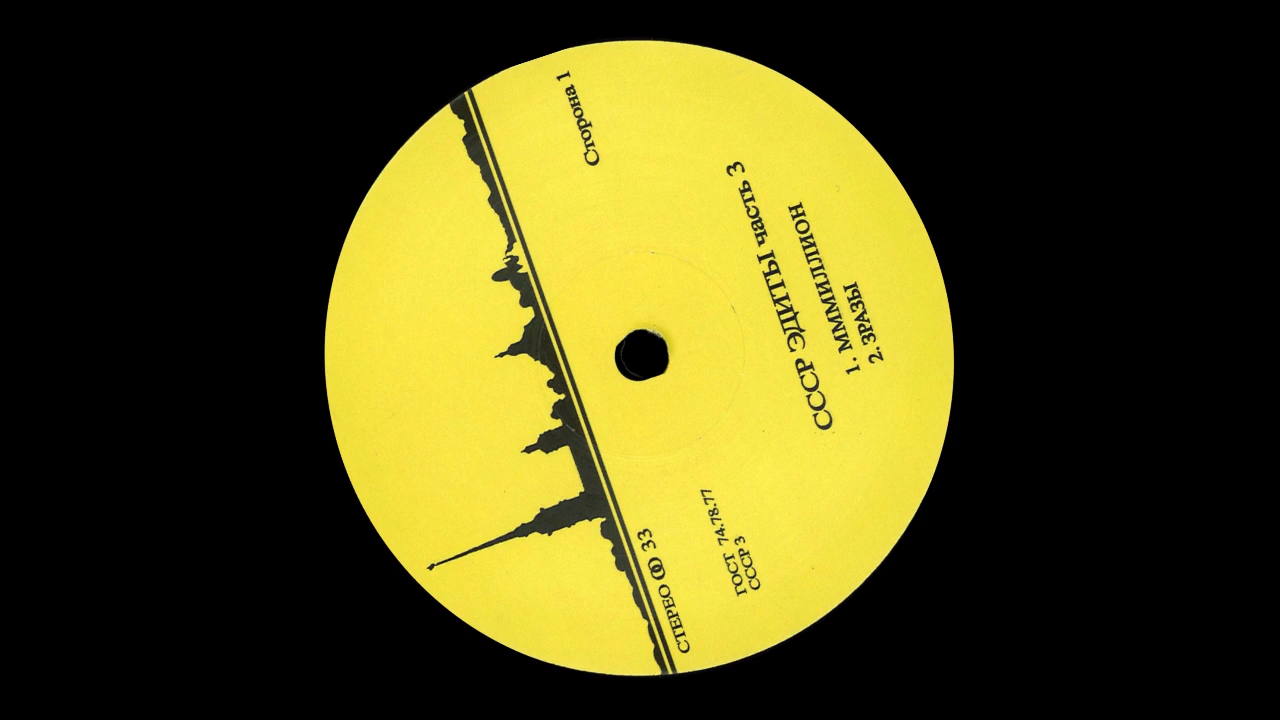 Сторона 1
СТЕРЕО 33
ГОСТ 74.78.77
СССР 3
СССР ЭДИТЫ часть 3
1. МММИЛЛИОН
2. ЗРАЗЫ